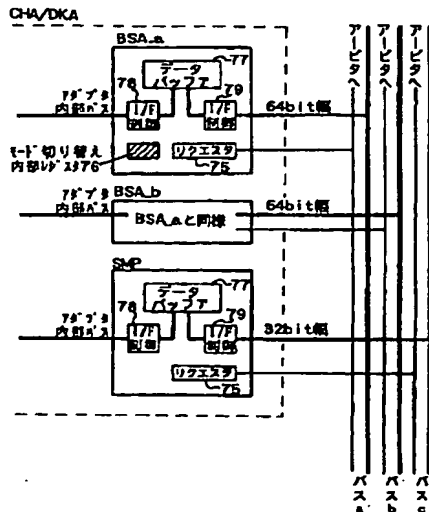 CHA/DKA
アービタへ
アービタへ
アービタへ
BSA_a
77
データ
バッファ
78
79
アダプタ
内部バス
I/F
制御
I/F
制御
64bit幅
モード切り替え
内部レジスタ76
リクエスタ
75
アダプタ
内部バス
BSA_b
64bit幅
BSA_aと同様
SMP
77
データ
バッファ
78
79
アダプタ
内部バス
I/F
制御
I/F
制御
32bit幅
リクエスタ
75
バスa
バスb
バスc